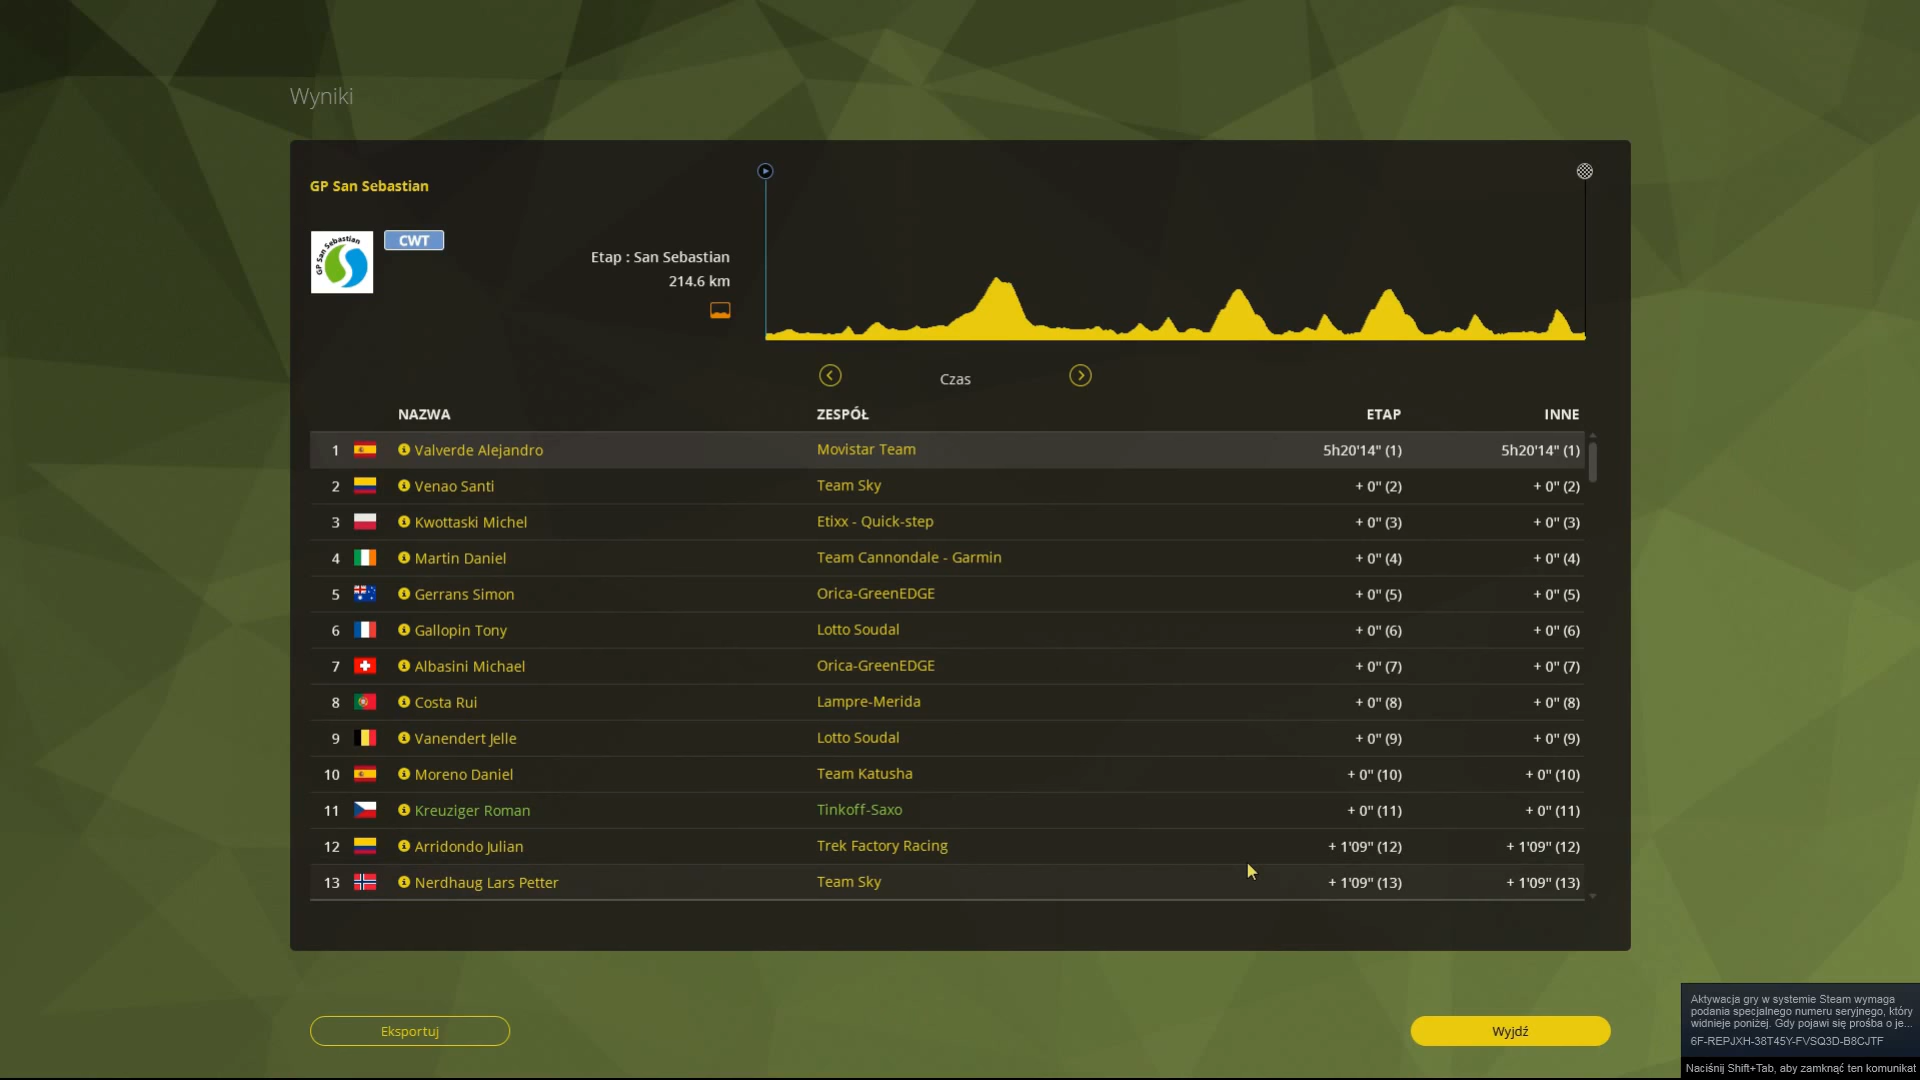 Wyniki
GP San Sebastian
GP San Sebastian
CWT
Etap : San Sebastian
214.6 km
Czas
NAZWA ZESPÓŁ ETAP INNE
1 Valverde Alejandro Movistar Team 5h20'14" (1) 5h20'14" (1)
2 Venao Santi Team Sky + 0" (2) + 0" (2)
3 Kwottaski Michel Etixx - Quick-step + 0" (3) + 0" (3)
4 Martin Daniel Team Cannondale - Garmin + 0" (4) + 0" (4)
5 Gerrans Simon Orica-GreenEDGE + 0" (5) + 0" (5)
6 Gallopin Tony Lotto Soudal + 0" (6) + 0" (6)
7 Albasini Michael Orica-GreenEDGE + 0" (7) + 0" (7)
8 Costa Rui Lampre-Merida + 0" (8) + 0" (8)
9 Vanendert Jelle Lotto Soudal + 0" (9) + 0" (9)
10 Moreno Daniel Team Katusha + 0" (10) + 0" (10)
11 Kreuziger Roman Tinkoff-Saxo + 0" (11) + 0" (11)
12 Arridondo Julian Trek Factory Racing + 1'09" (12) + 1'09" (12)
13 Nerdhaug Lars Petter Team Sky + 1'09" (13) + 1'09" (13)
Eksportuj
Wyjdź
Aktywacja gry w systemie Steam wymaga
podania specjalnego numeru seryjnego, który
widnieje poniżej. Gdy pojawi się prośba o je...
6F-REPJXH-38T45Y-FVSQ3D-B8CJTF
Naciśnij Shift+Tab, aby zamknąć ten komunikat